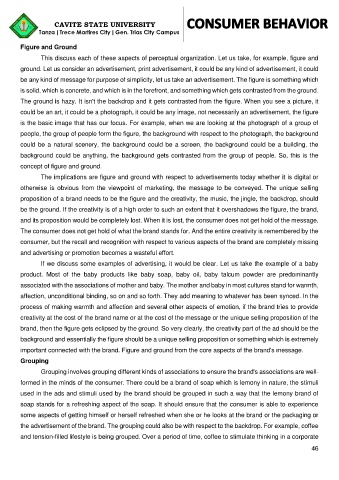 CAVITE STATE UNIVERSITY
Tanza | Trece Martires City | Gen. Trias City Campus
CONSUMER BEHAVIOR
Figure and Ground
This discuss each of these aspects of perceptual organization. Let us take, for example, figure and
ground. Let us consider an advertisement, print advertisement, it could be any kind of advertisement, it could
be any kind of message for purpose of simplicity, let us take an advertisement. The figure is something which
is solid, which is concrete, and which is in the forefront, and something which gets contrasted from the ground.
The ground is hazy. It isn't the backdrop and it gets contrasted from the figure. When you see a picture, it
could be an art, it could be a photograph, it could be any image, not necessarily an advertisement, the figure
is the basic image that has our focus. For example, when we are looking at the photograph of a group of
people, the group of people form the figure, the background with respect to the photograph, the background
could be a natural scenery, the background could be a screen, the background could be a building, the
background could be anything, the background gets contrasted from the group of people. So, this is the
concept of figure and ground.
The implications are figure and ground with respect to advertisements today whether it is digital or
otherwise is obvious from the viewpoint of marketing, the message to be conveyed. The unique selling
proposition of a brand needs to be the figure and the creativity, the music, the jingle, the backdrop, should
be the ground. If the creativity is of a high order to such an extent that it overshadows the figure, the brand,
and its proposition would be completely lost. When it is lost, the consumer does not get hold of the message,
The consumer does not get hold of what the brand stands for. And the entire creativity is remembered by the
consumer, but the recall and recognition with respect to various aspects of the brand are completely missing
and advertising or promotion becomes a wasteful effort.
If we discuss some examples of advertising, it would be clear. Let us take the example of a baby
product. Most of the baby products like baby soap, baby oil, baby talcum powder are predominantly
associated with the associations of mother and baby. The mother and baby in most cultures stand for warmth,
affection, unconditional binding, so on and so forth. They add meaning to whatever has been synced. In the
process of making warmth and affection and several other aspects of emotion, if the brand tries to provide
creativity at the cost of the brand name or at the cost of the message or the unique selling proposition of the
brand, then the figure gets eclipsed by the ground. So very clearly, the creativity part of the ad should be the
background and essentially the figure should be a unique selling proposition or something which is extremely
important connected with the brand. Figure and ground from the core aspects of the brand's message.
Grouping
Grouping involves grouping different kinds of associations to ensure the brand's associations are well-
formed in the minds of the consumer. There could be a brand of soap which is lemony in nature, the stimuli
used in the ads and stimuli used by the brand should be grouped in such a way that the lemony brand of
soap stands for a refreshing aspect of the soap. It should ensure that the consumer is able to experience
some aspects of getting himself or herself refreshed when she or he looks at the brand or the packaging or
the advertisement of the brand. The grouping could also be with respect to the backdrop. For example, coffee
and tension-filled lifestyle is being grouped. Over a period of time, coffee to stimulate thinking in a corporate
46